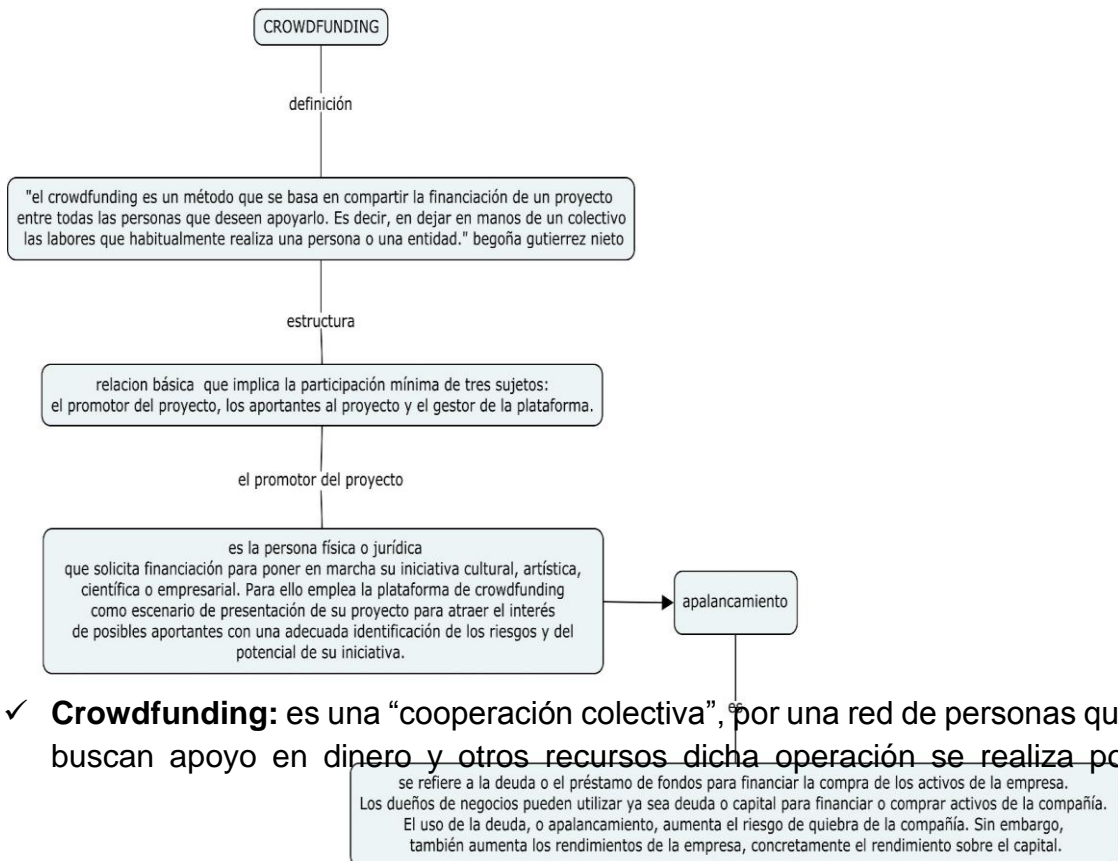 CROWDFUNDING
definición
"el crowdfunding es un método que se basa en compartir la financiación de un proyecto
entre todas las personas que deseen apoyarlo. Es decir, en dejar en manos de un colectivo
las labores que habitualmente realiza una persona o una entidad." begoña gutierrez nieto
estructura
relacion básica que implica la participación mínima de tres sujetos:
el promotor del proyecto, los aportantes al proyecto y el gestor de la plataforma.
el promotor del proyecto
es la persona física o jurídica
que solicita financiación para poner en marcha su iniciativa cultural, artística,
científica o empresarial. Para ello emplea la plataforma de crowdfunding
como escenario de presentación de su proyecto para atraer el interés
de posibles aportantes con una adecuada identificación de los riesgos y del
potencial de su iniciativa.
apalancamiento
es
✓ Crowdfunding: es una “cooperación colectiva”, por una red de personas qu
buscan apoyo en dinero y otros recursos dicha operación se realiza po
se refiere a la deuda o el préstamo de fondos para financiar la compra de los activos de la empresa.
Los dueños de negocios pueden utilizar ya sea deuda o capital para financiar o comprar activos de la compañía.
El uso de la deuda, o apalancamiento, aumenta el riesgo de quiebra de la compañía. Sin embargo,
también aumenta los rendimientos de la empresa, concretamente el rendimiento sobre el capital.